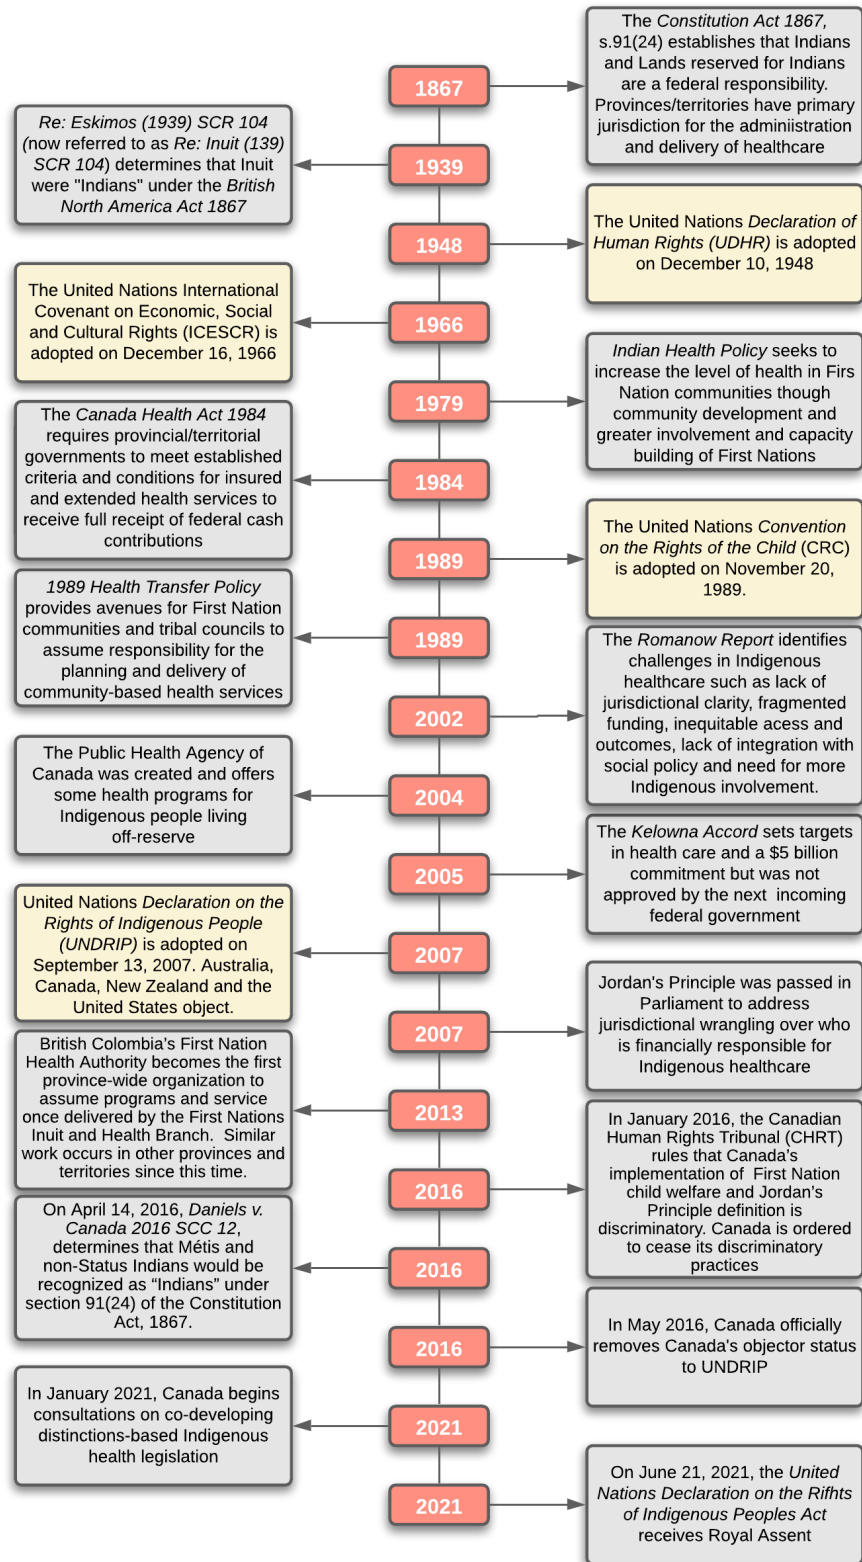 1867
The Constitution Act 1867,
s.91(24) establishes that Indians
and Lands reserved for Indians
are a federal responsibility.
Provinces/territories have primary
jurisdiction for the adminiistration
and delivery of healthcare
1939
Re: Eskimos (1939) SCR 104
(now referred to as Re: Inuit (139)
SCR 104) determines that Inuit
were "Indians" under the British
North America Act 1867
1948
The United Nations Declaration of
Human Rights (UDHR) is adopted
on December 10, 1948
1966
The United Nations International
Covenant on Economic, Social
and Cultural Rights (ICESCR) is
adopted on December 16, 1966
1979
Indian Health Policy seeks to
increase the level of health in Firs
Nation communities though
community development and
greater involvement and capacity
building of First Nations
1984
The Canada Health Act 1984
requires provincial/territorial
governments to meet established
criteria and conditions for insured
and extended health services to
receive full receipt of federal cash
contributions
1989
The United Nations Convention
on the Rights of the Child (CRC)
is adopted on November 20,
1989.
1989
1989 Health Transfer Policy
provides avenues for First Nation
communities and tribal councils to
assume responsibility for the
planning and delivery of
community-based health services
2002
The Romanow Report identifies
challenges in Indigenous
healthcare such as lack of
jurisdictional clarity, fragmented
funding, inequitable acess and
outcomes, lack of integration with
social policy and need for more
Indigenous involvement.
2004
The Public Health Agency of
Canada was created and offers
some health programs for
Indigenous people living
off-reserve
2005
The Kelowna Accord sets targets
in health care and a $5 billion
commitment but was not
approved by the next incoming
federal government
2007
United Nations Declaration on the
Rights of Indigenous People
(UNDRIP) is adopted on
September 13, 2007. Australia,
Canada, New Zealand and the
United States object.
2007
Jordan's Principle was passed in
Parliament to address
jurisdictional wrangling over who
is financially responsible for
Indigenous healthcare
2013
British Colombia's First Nation
Health Authority becomes the first
province-wide organization to
assume programs and service
once delivered by the First Nations
Inuit and Health Branch. Similar
work occurs in other provinces and
territories since this time.
2016
In January 2016, the Canadian
Human Rights Tribunal (CHRT)
rules that Canada's
implementation of First Nation
child welfare and Jordan's
Principle definition is
discriminatory. Canada is ordered
to cease its discriminatory
practices
2016
On April 14, 2016, Daniels v.
Canada 2016 SCC 12,
determines that Métis and
non-Status Indians would be
recognized as “Indians” under
section 91(24) of the Constitution
Act, 1867.
2016
In May 2016, Canada officially
removes Canada's objector status
to UNDRIP
2021
In January 2021, Canada begins
consultations on co-developing
distinctions-based Indigenous
health legislation
2021
On June 21, 2021, the United
Nations Declaration on the Rifhts
of Indigenous Peoples Act
receives Royal Assent